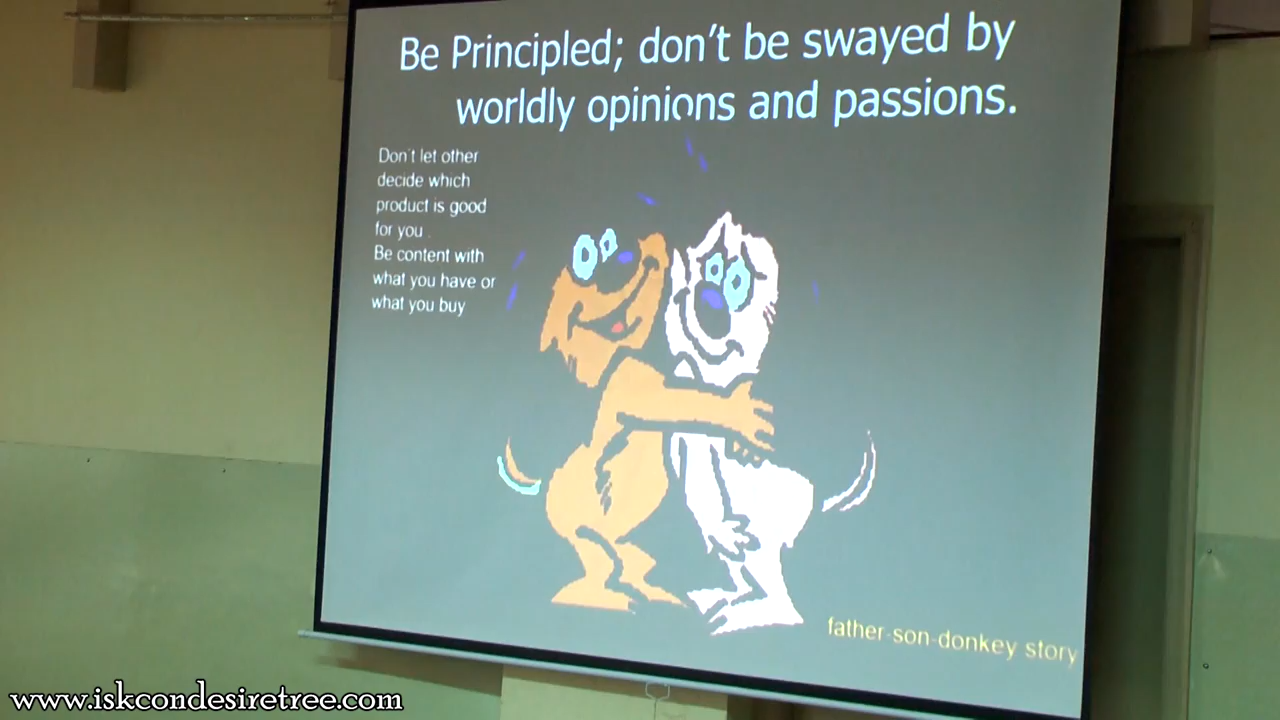 Be Principled; don't be swayed by
worldly opinions and passions.
Don't let other
decide which
product is good
for you
Be content with
what you have or
what you buy
father-son-donkey story
www.iskcondesiretree.com